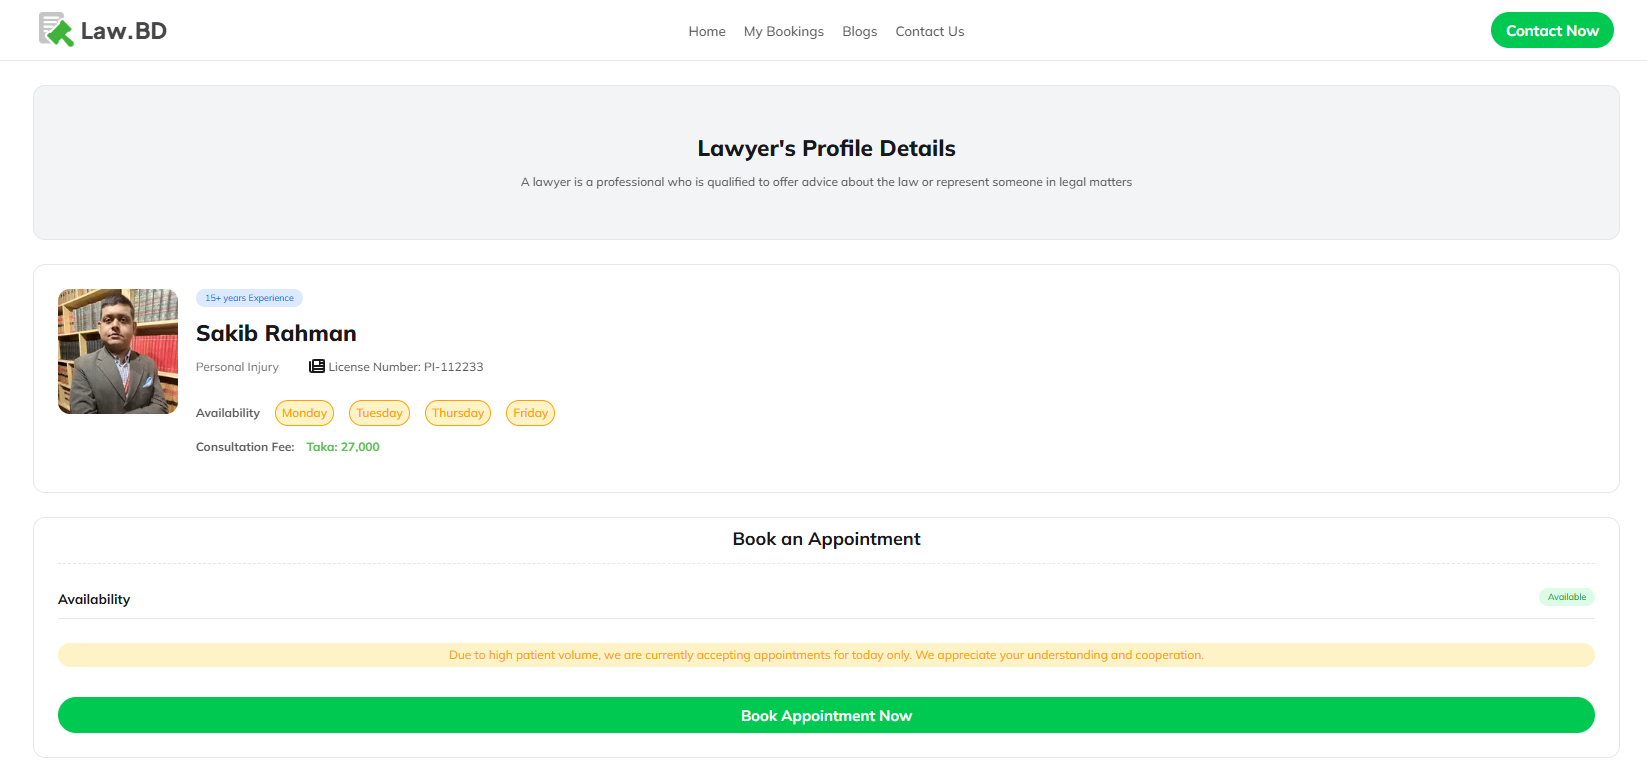 Law.BD
Home My Bookings Blogs Contact Us
Contact Now
Lawyer's Profile Details
A lawyer is a professional who is qualified to offer advice about the law or represent someone in legal matters
15+ years Experience
Sakib Rahman
Personal Injury License Number: PI-112233
Availability Monday Tuesday Thursday Friday
Consultation Fee: Taka: 27,000
Book an Appointment
Availability Available
Due to high patient volume, we are currently accepting appointments for today only. We appreciate your understanding and cooperation.
Book Appointment Now